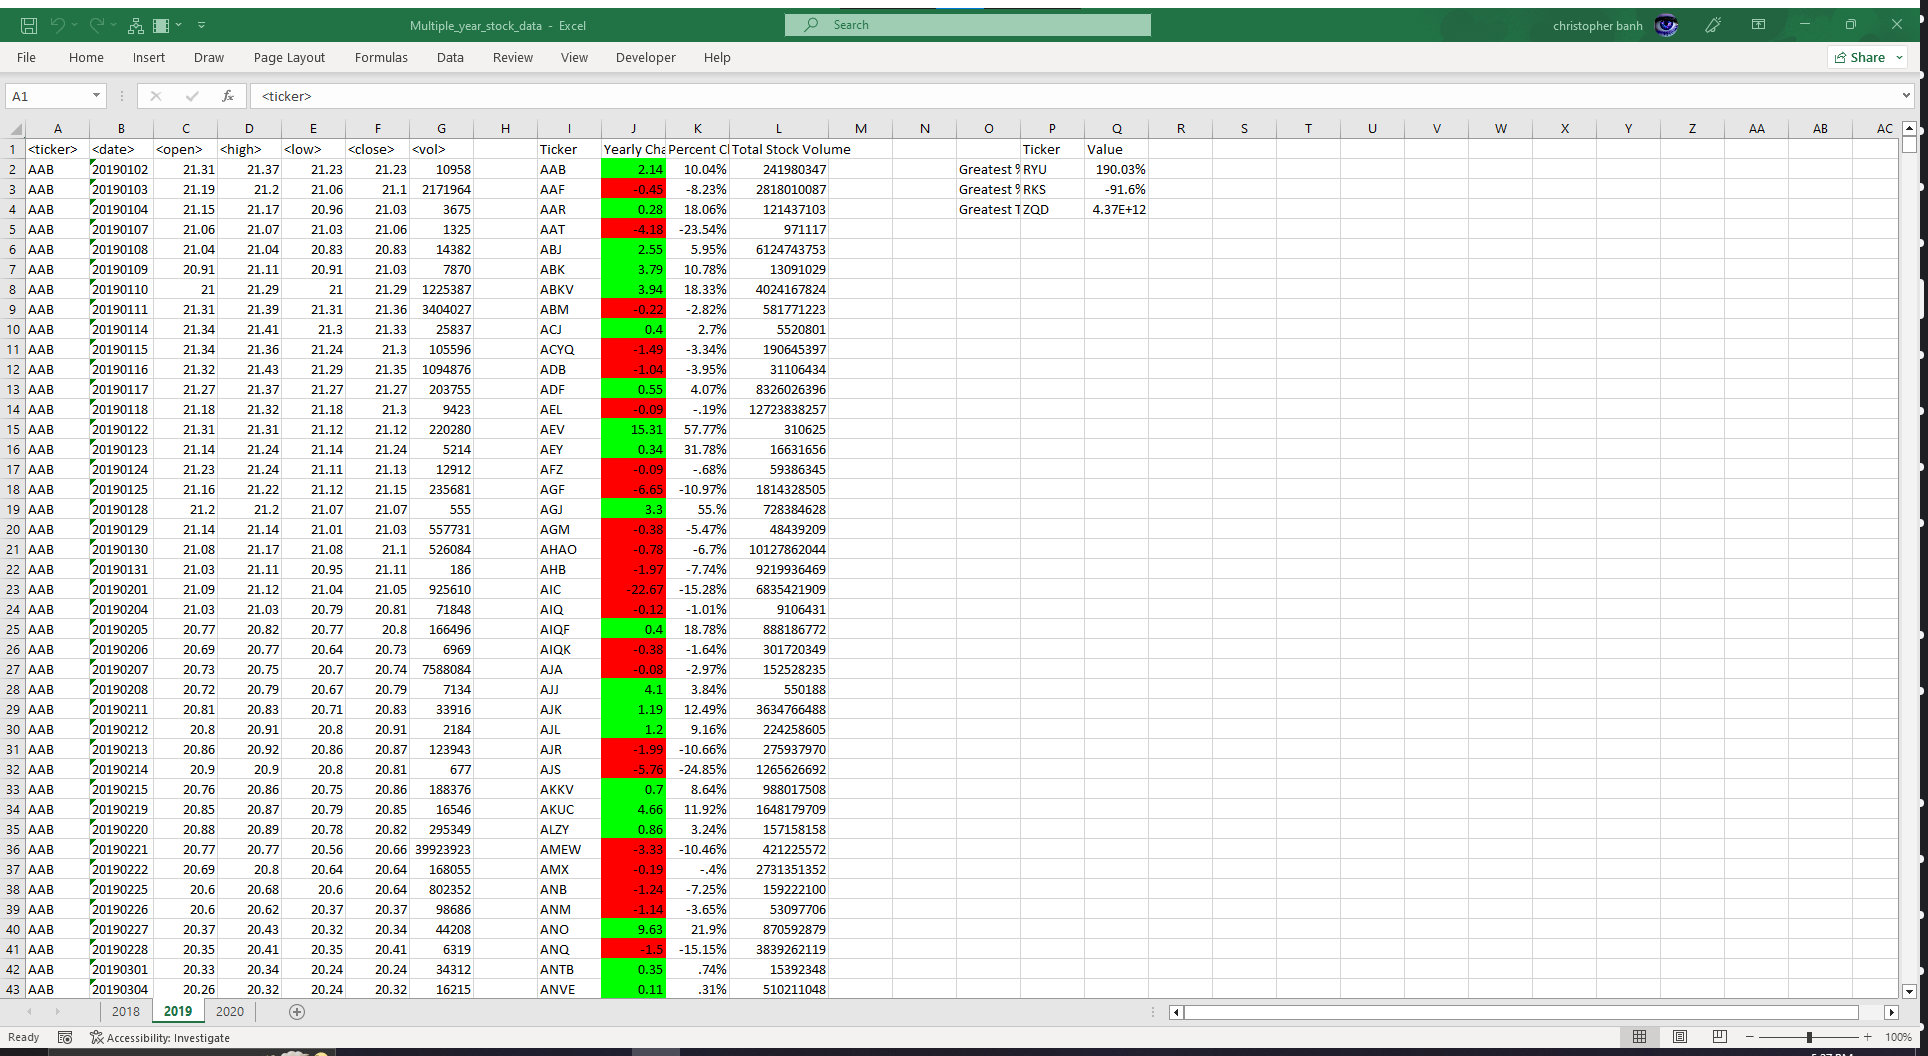 Multiple_year_stock_data - Excel
Search
christopher banh
File Home Insert Draw Page Layout Formulas Data Review View Developer Help
Share
A1
fx <ticker>
A B C D E F G H I J K L M N O P Q R S T U V W X Y Z AA AB AC
1 <ticker> <date> <open> <high> <low> <close> <vol> Ticker Yearly Cha Percent Cl Total Stock Volume Ticker Value
2 AAB 20190102 21.31 21.37 21.23 21.23 10958 AAB 2.14 10.04% 241980347 Greatest % RYU 190.03%
3 AAB 20190103 21.19 21.2 21.06 21.1 2171964 AAF -0.45 -8.23% 2818010087 Greatest % RKS -91.6%
4 AAB 20190104 21.15 21.17 20.96 21.03 3675 AAR 0.28 18.06% 121437103 Greatest T ZQD 4.37E+12
5 AAB 20190107 21.06 21.07 21.03 21.06 1325 AAT -4.18 -23.54% 971117
6 AAB 20190108 21.04 21.04 20.83 20.83 14382 ABJ 2.55 5.95% 6124743753
7 AAB 20190109 20.91 21.11 20.91 21.03 7870 ABK 3.79 10.78% 13091029
8 AAB 20190110 21 21.29 21 21.29 1225387 ABKV 3.94 18.33% 4024167824
9 AAB 20190111 21.31 21.39 21.31 21.36 3404027 ABM -0.22 -2.82% 581771223
10 AAB 20190114 21.34 21.41 21.3 21.33 25837 ACJ 0.4 2.7% 5520801
11 AAB 20190115 21.34 21.36 21.24 21.3 105596 ACYQ -1.49 -3.34% 190645397
12 AAB 20190116 21.32 21.43 21.29 21.35 1094876 ADB -1.04 -3.95% 31106434
13 AAB 20190117 21.27 21.37 21.27 21.27 203755 ADF 0.55 4.07% 8326026396
14 AAB 20190118 21.18 21.32 21.18 21.3 9423 AEL -0.09 -.19% 12723838257
15 AAB 20190122 21.31 21.31 21.12 21.12 220280 AEV 15.31 57.77% 310625
16 AAB 20190123 21.14 21.24 21.14 21.24 5214 AEY 0.34 31.78% 16631656
17 AAB 20190124 21.23 21.24 21.11 21.13 12912 AFZ -0.09 -.68% 59386345
18 AAB 20190125 21.16 21.22 21.12 21.15 235681 AGF -6.65 -10.97% 1814328505
19 AAB 20190128 21.2 21.2 21.07 21.07 555 AGJ 3.3 55.% 728384628
20 AAB 20190129 21.14 21.14 21.01 21.03 557731 AGM -0.38 -5.47% 48439209
21 AAB 20190130 21.08 21.17 21.08 21.1 526084 AHAO -0.78 -6.7% 10127862044
22 AAB 20190131 21.03 21.11 20.95 21.11 186 AHB -1.97 -7.74% 9219936469
23 AAB 20190201 21.09 21.12 21.04 21.05 925610 AIC -22.67 -15.28% 6835421909
24 AAB 20190204 21.03 21.03 20.79 20.81 71848 AIQ -0.12 -1.01% 9106431
25 AAB 20190205 20.77 20.82 20.77 20.8 166496 AIQF 0.4 18.78% 888186772
26 AAB 20190206 20.69 20.77 20.64 20.73 6969 AIQK -0.38 -1.64% 301720349
27 AAB 20190207 20.73 20.75 20.7 20.74 7588084 AJA -0.08 -2.97% 152528235
28 AAB 20190208 20.72 20.79 20.67 20.79 7134 AJJ 4.1 3.84% 550188
29 AAB 20190211 20.81 20.83 20.71 20.83 33916 AJK 1.19 12.49% 3634766488
30 AAB 20190212 20.8 20.91 20.8 20.91 2184 AJL 1.2 9.16% 224258605
31 AAB 20190213 20.86 20.92 20.86 20.87 123943 AJR -1.99 -10.66% 275937970
32 AAB 20190214 20.9 20.9 20.8 20.81 677 AJS -5.76 -24.85% 1265626692
33 AAB 20190215 20.76 20.86 20.75 20.86 188376 AKKV 0.7 8.64% 988017508
34 AAB 20190219 20.85 20.87 20.79 20.85 16546 AKUC 4.66 11.92% 1648179709
35 AAB 20190220 20.88 20.89 20.78 20.82 295349 ALZY 0.86 3.24% 157158158
36 AAB 20190221 20.77 20.77 20.56 20.66 39923923 AMEW -3.33 -10.46% 421225572
37 AAB 20190222 20.69 20.8 20.64 20.64 168055 AMX -0.19 -.4% 2731351352
38 AAB 20190225 20.6 20.68 20.6 20.64 802352 ANB -1.24 -7.25% 159222100
39 AAB 20190226 20.6 20.62 20.37 20.37 98686 ANM -1.14 -3.65% 53097706
40 AAB 20190227 20.37 20.43 20.32 20.34 44208 ANO 9.63 21.9% 870592879
41 AAB 20190228 20.35 20.41 20.35 20.41 6319 ANQ -1.5 -15.15% 3839262119
42 AAB 20190301 20.33 20.34 20.24 20.24 34312 ANTB 0.35 .74% 15392348
43 AAB 20190304 20.26 20.32 20.24 20.32 16215 ANVE 0.11 .31% 510211048
2018 2019 2020
Ready Accessibility: Investigate 100%